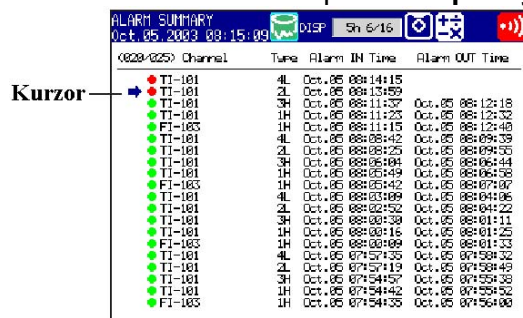 ALARM SUMMARY
Oct.05.2003 08:15:09 DISP 5h 6/16
(020/025) Channel Type Alarm IN Time Alarm OUT Time
Kurzor
TI-101 4L Oct.05 08:14:15
TI-101 2L Oct.05 08:13:59
TI-101 3H Oct.05 08:11:37 Oct.05 08:12:18
TI-101 1H Oct.05 08:11:23 Oct.05 08:12:32
FI-103 1H Oct.05 08:11:15 Oct.05 08:12:40
TI-101 4L Oct.05 08:08:42 Oct.05 08:09:39
TI-101 2L Oct.05 08:08:25 Oct.05 08:09:55
TI-101 3H Oct.05 08:06:04 Oct.05 08:06:44
TI-101 1H Oct.05 08:05:49 Oct.05 08:06:58
FI-103 1H Oct.05 08:05:42 Oct.05 08:07:07
TI-101 4L Oct.05 08:03:09 Oct.05 08:04:06
TI-101 2L Oct.05 08:02:52 Oct.05 08:04:22
TI-101 3H Oct.05 08:00:30 Oct.05 08:01:11
TI-101 1H Oct.05 08:00:16 Oct.05 08:01:25
FI-103 1H Oct.05 08:00:09 Oct.05 08:01:33
TI-101 4L Oct.05 07:57:35 Oct.05 07:58:32
TI-101 2L Oct.05 07:57:19 Oct.05 07:58:49
TI-101 3H Oct.05 07:54:57 Oct.05 07:55:38
TI-101 1H Oct.05 07:54:42 Oct.05 07:55:52
FI-103 1H Oct.05 07:54:35 Oct.05 07:56:00